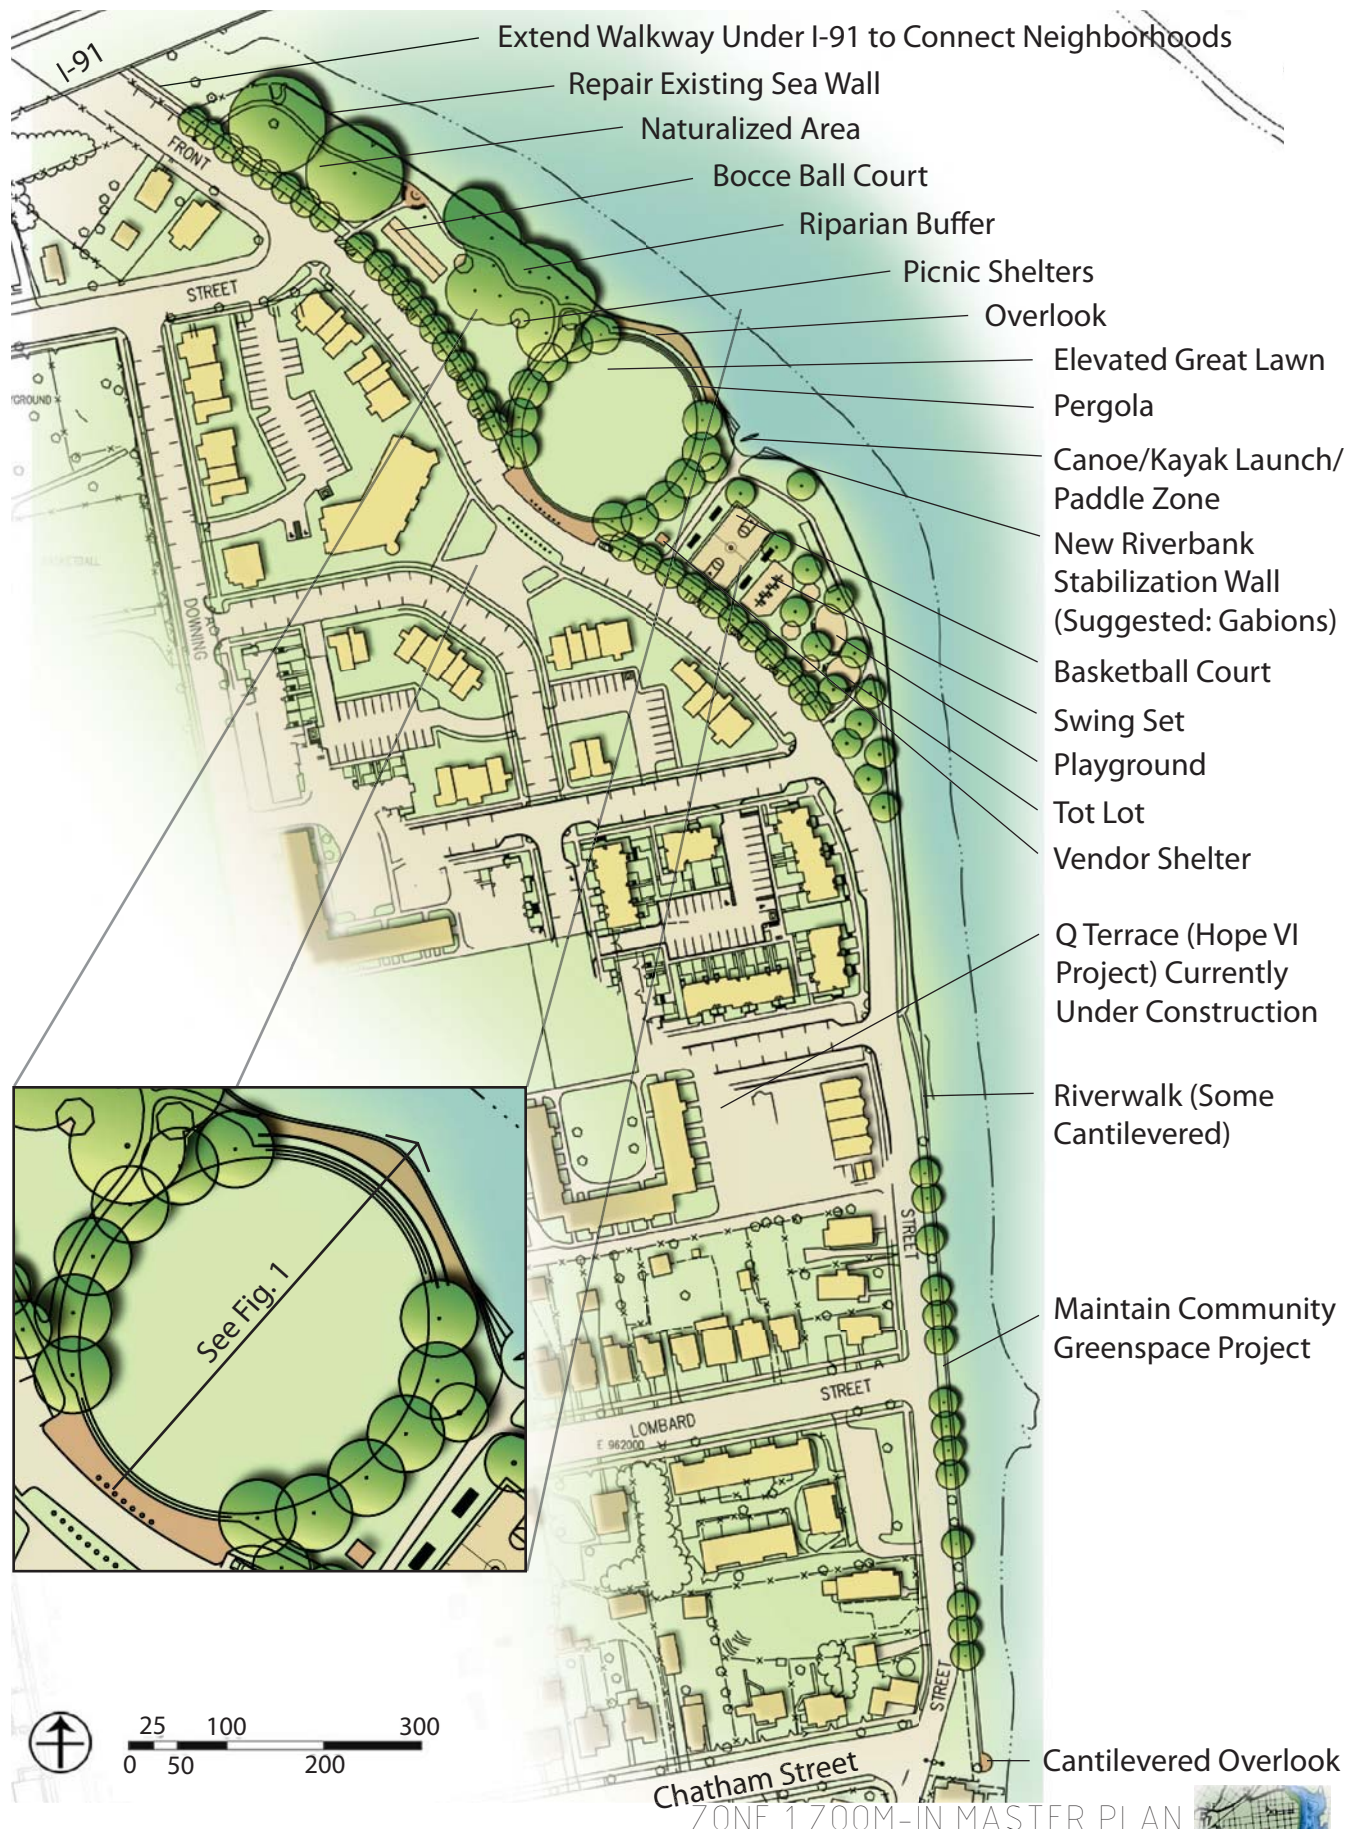 Extend Walkway Under I-91 to Connect Neighborhoods
I-91
Repair Existing Sea Wall
Naturalized Area
FRONT
Bocce Ball Court
Riparian Buffer
Picnic Shelters
STREET
Overlook
Elevated Great Lawn
Pergola
Canoe/Kayak Launch/
Paddle Zone
New Riverbank
Stabilization Wall
(Suggested: Gabions)
DOWNING
Basketball Court
Swing Set
Playground
Tot Lot
Vendor Shelter
Q Terrace (Hope VI
Project) Currently
Under Construction
Riverwalk (Some
Cantilevered)
STREET
See Fig. 1
Maintain Community
Greenspace Project
LOMBARD STREET
E 962000
STREET
25 100 300
0 50 200
Chatham Street
Cantilevered Overlook
ZONE 1 ZOOM-IN MASTER PLAN